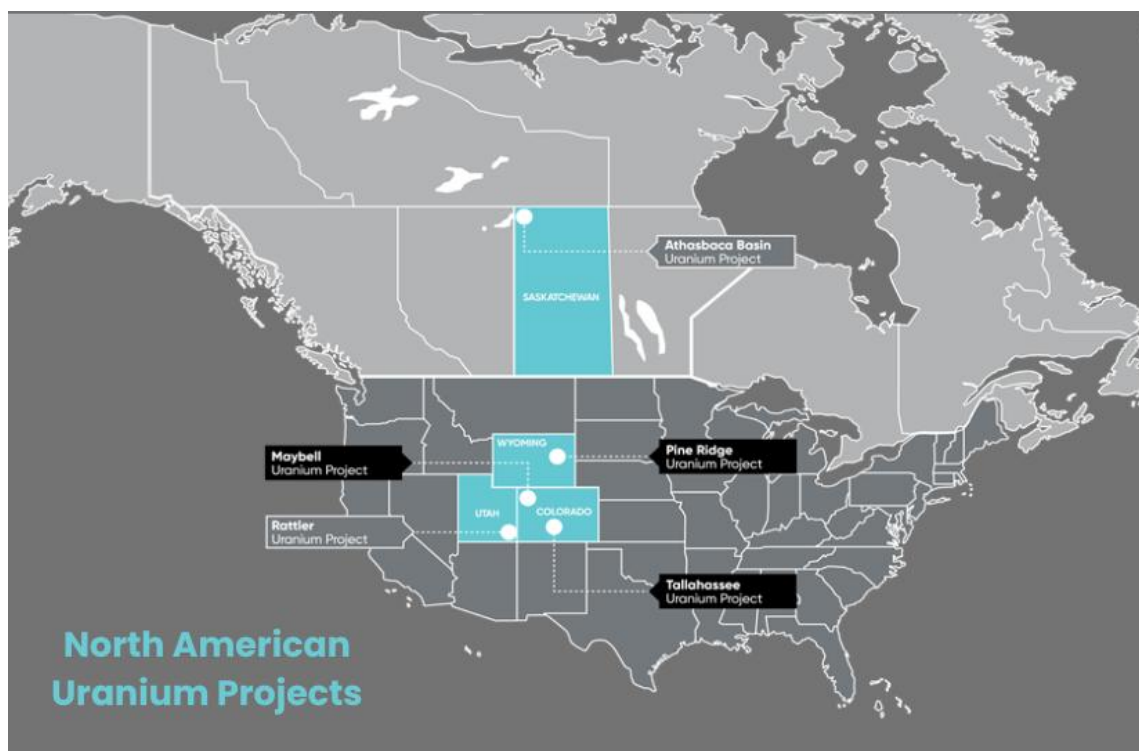 Athasbaca Basin
Uranium Project
SASKATCHEWAN
WYOMING
Maybell
Uranium Project
Pine Ridge
Uranium Project
UTAH
COLORADO
Rattler
Uranium Project
Tallahassee
Uranium Project
North American
Uranium Projects